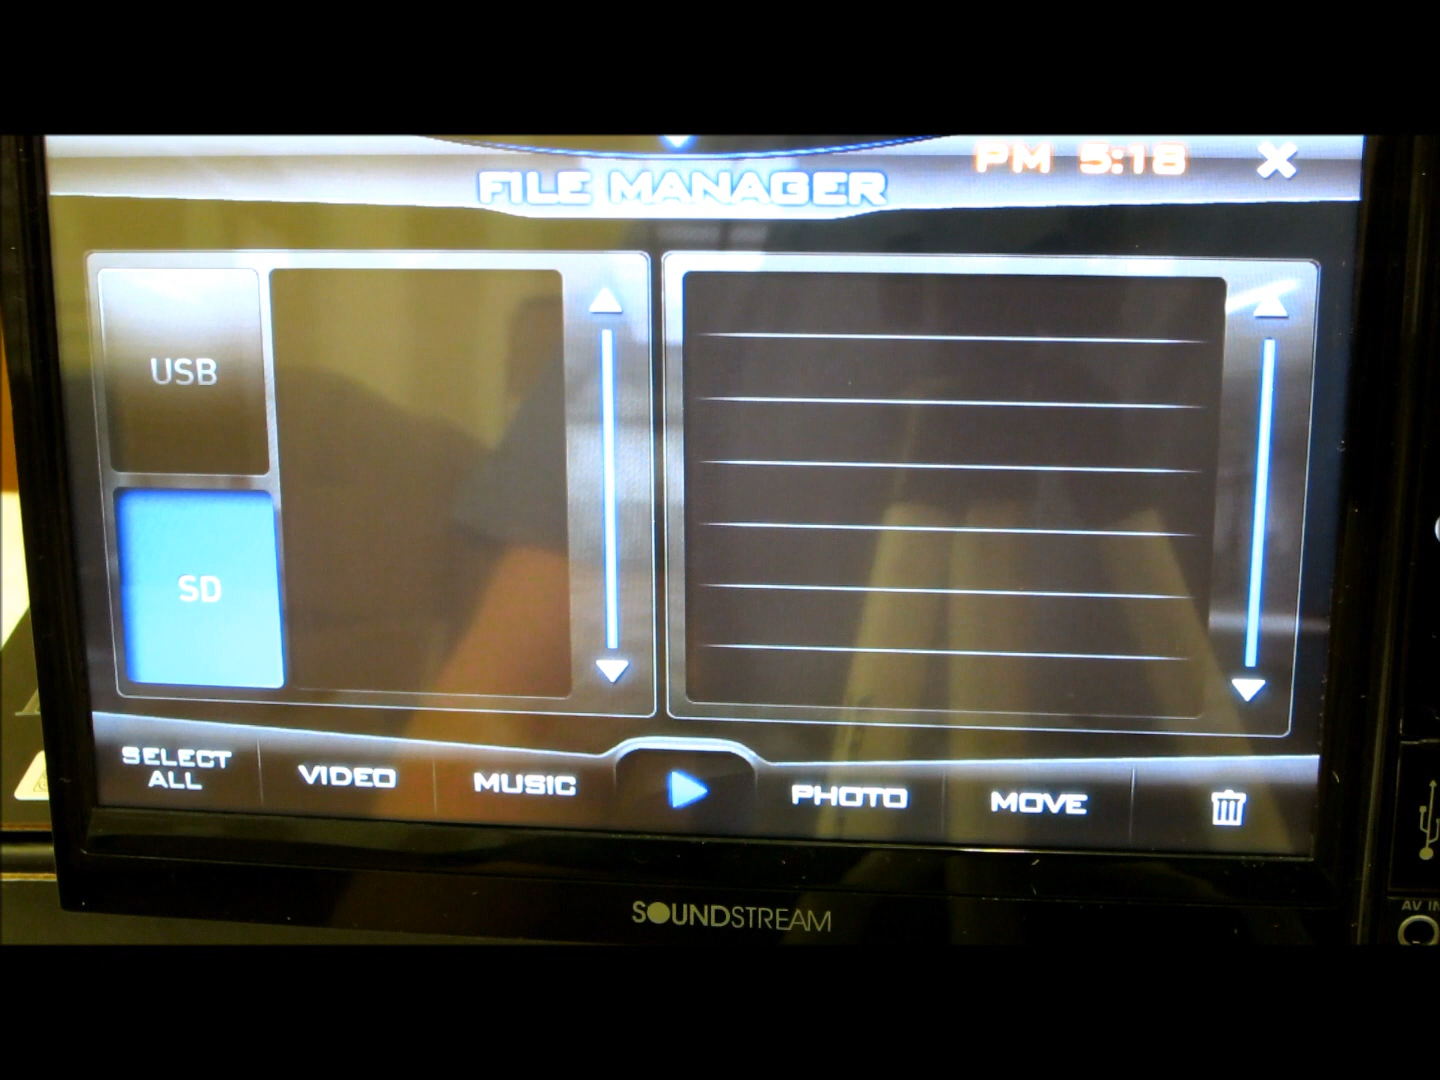 PM 5:18
FILE MANAGER
USB
SD
SELECT ALL
VIDEO
MUSIC
PHOTO
MOVE
SOUNDSTREAM
AV IN